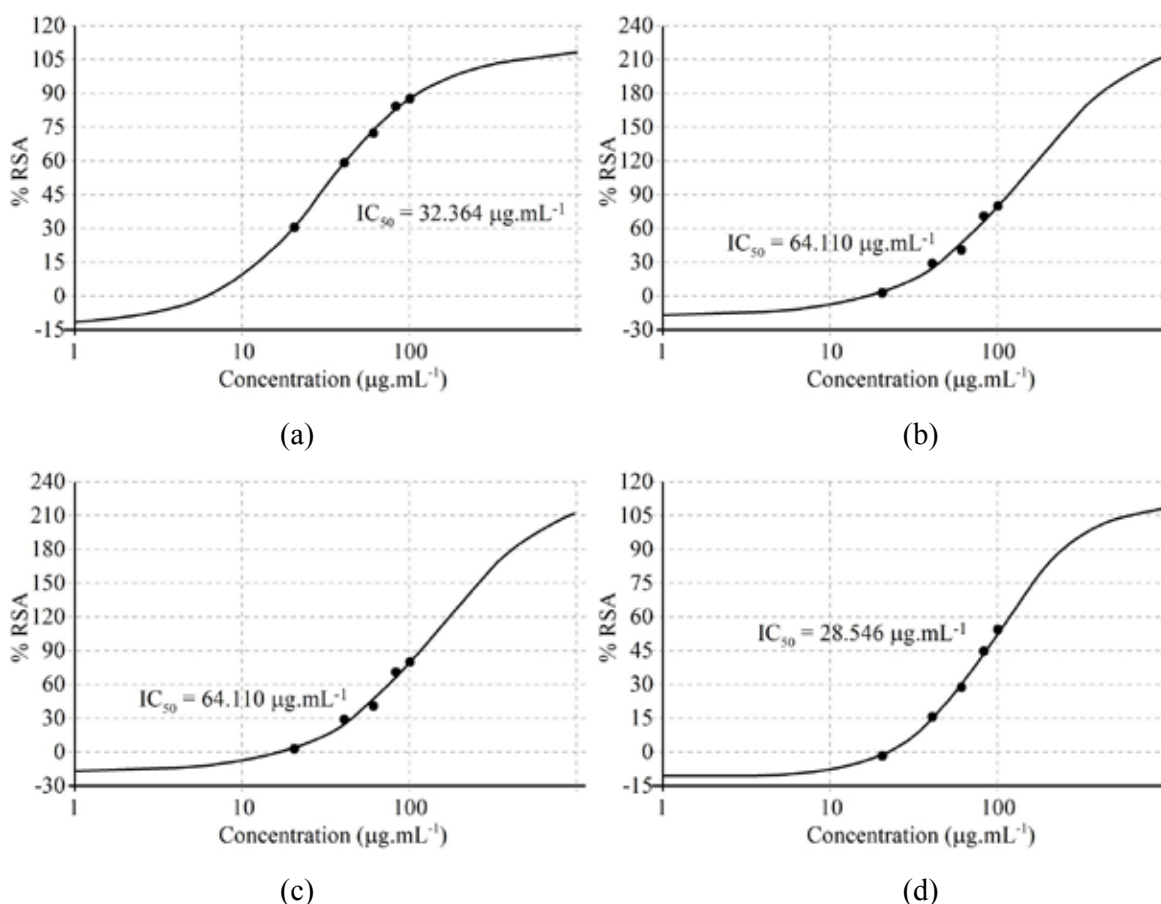 120
105
90
75
60
45
30
15
0
-15
% RSA
IC50 = 32.364 μg.mL-1
1 10 100
Concentration (μg.mL-1)
(a)
240
210
180
150
120
90
60
30
0
-30
% RSA
IC50 = 64.110 μg.mL-1
1 10 100
Concentration (μg.mL-1)
(b)
240
210
180
150
120
90
60
30
0
-30
% RSA
IC50 = 64.110 μg.mL-1
1 10 100
Concentration (μg.mL-1)
(c)
120
105
90
75
60
45
30
15
0
-15
% RSA
IC50 = 28.546 μg.mL-1
1 10 100
Concentration (μg.mL-1)
(d)